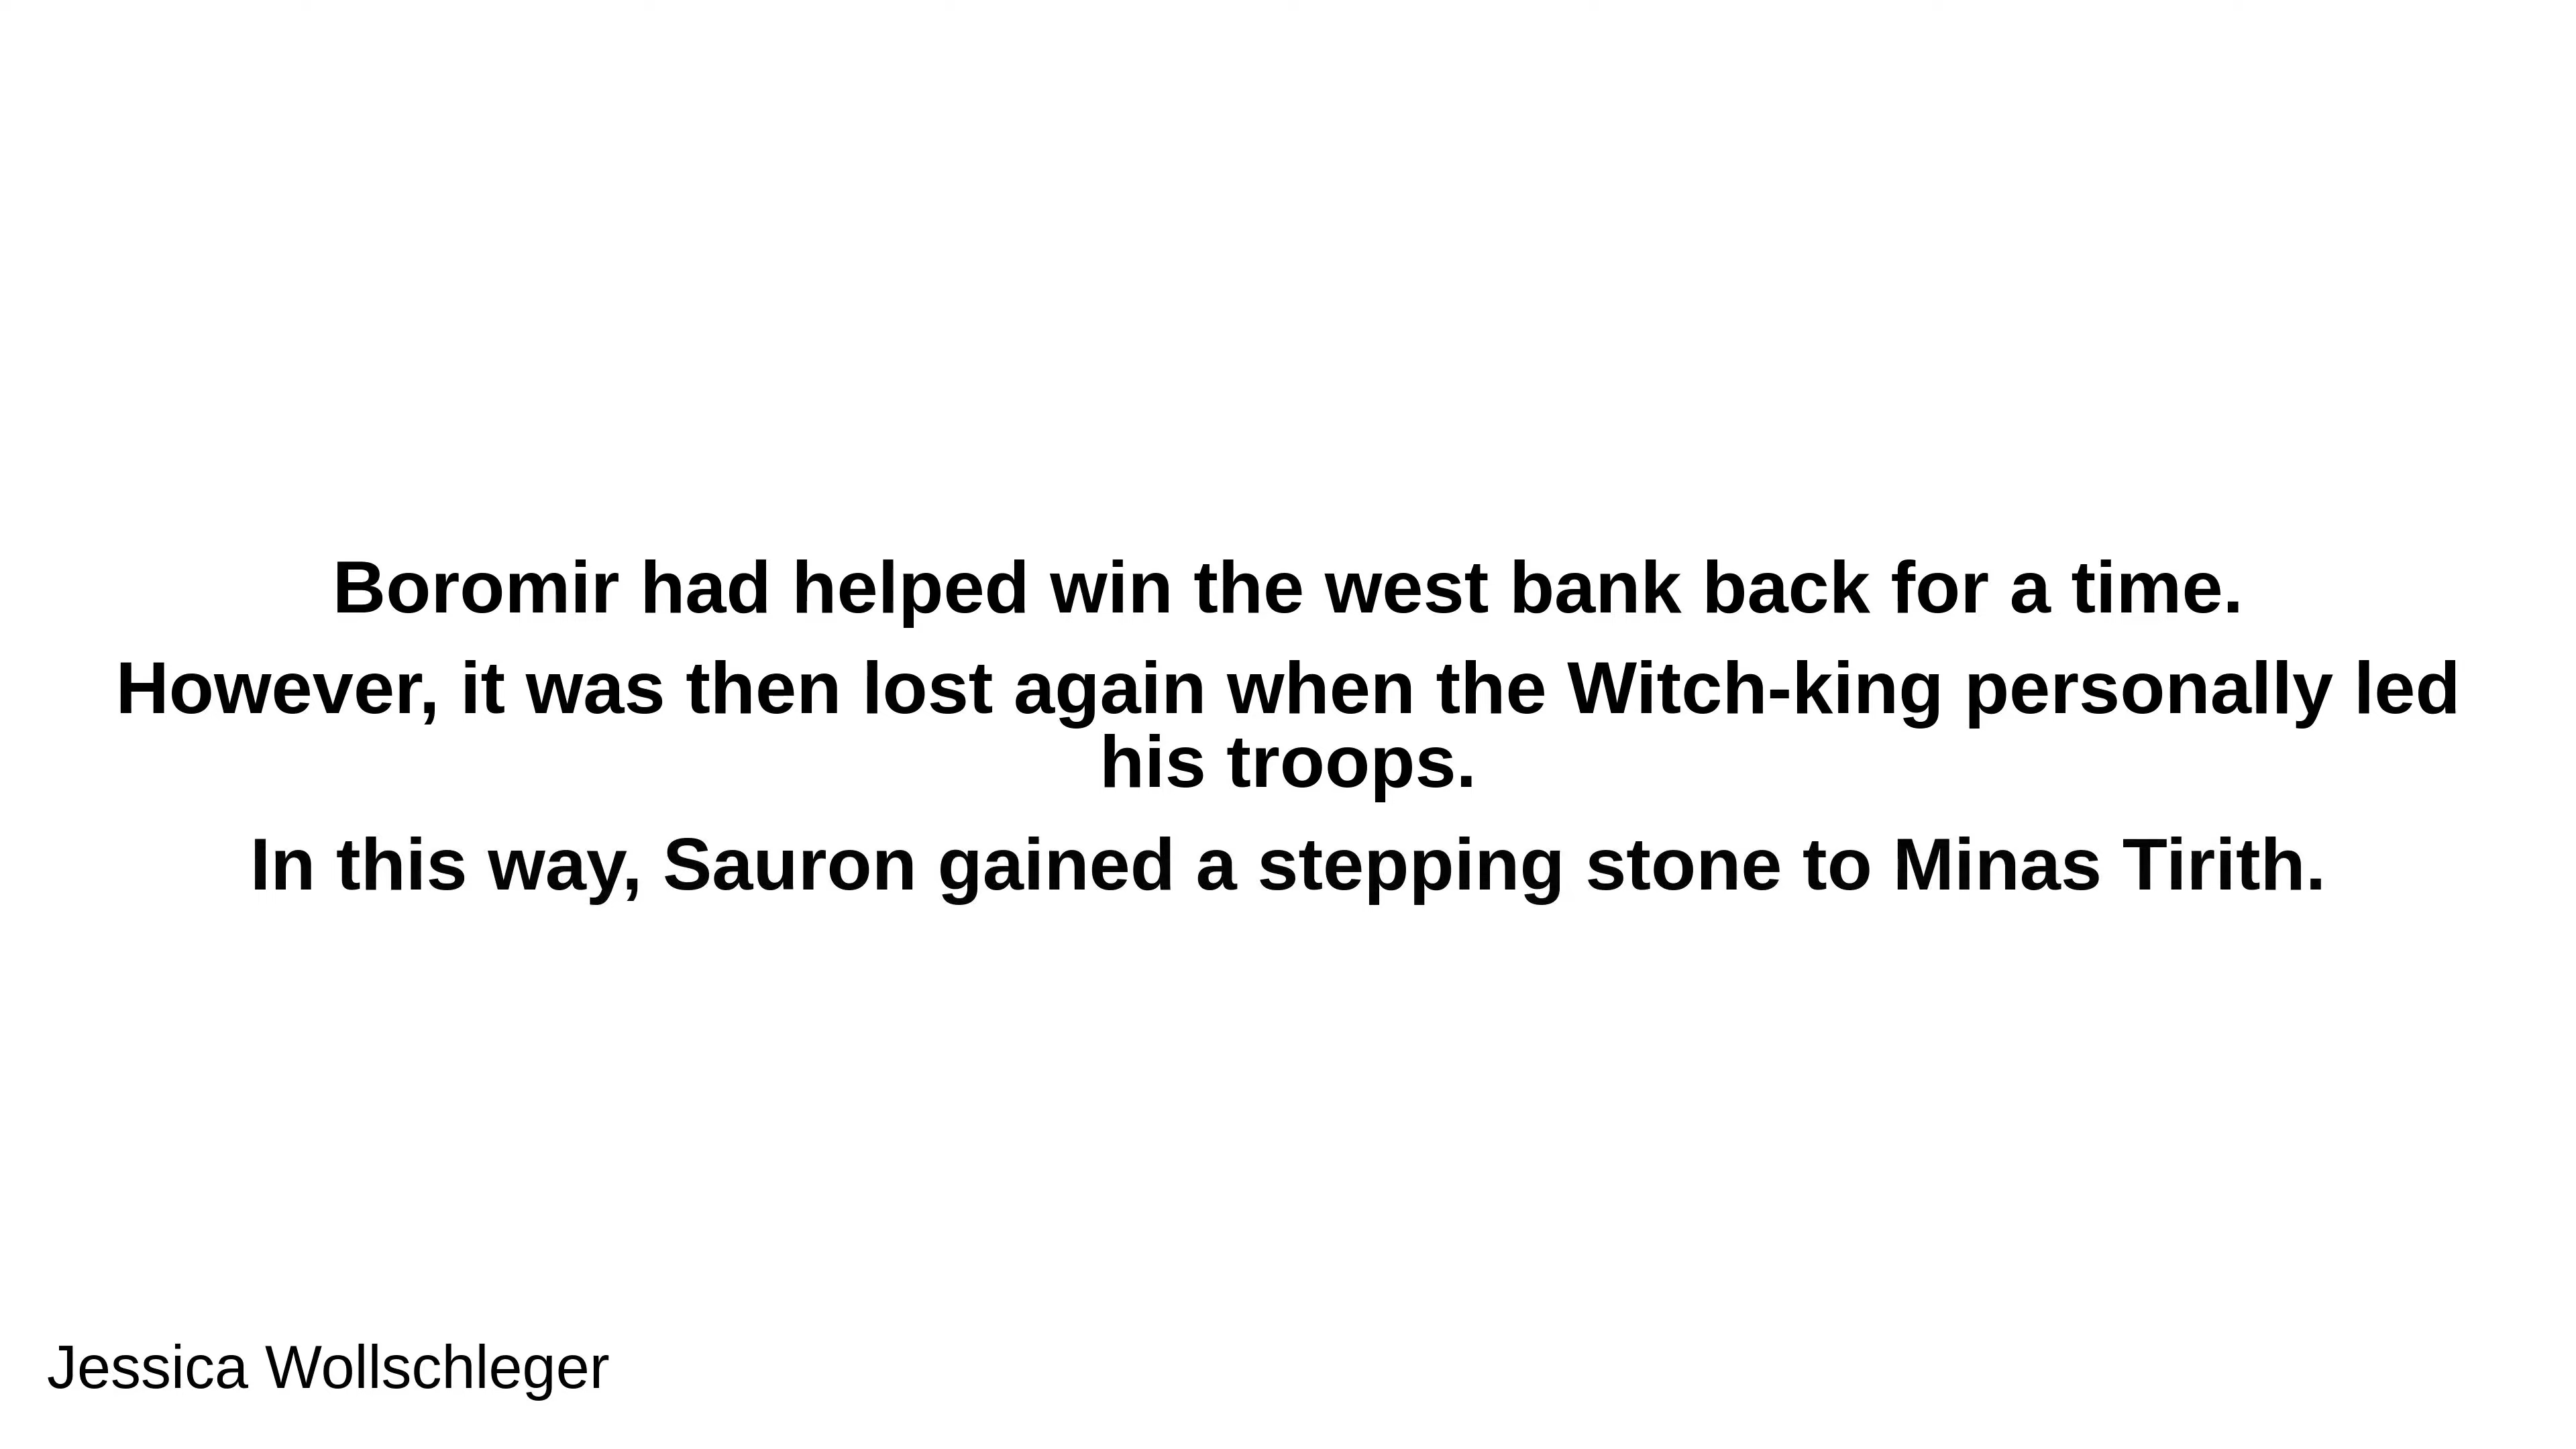 Boromir had helped win the west bank back for a time.
However, it was then lost again when the Witch-king personally led
his troops.
In this way, Sauron gained a stepping stone to Minas Tirith.
Jessica Wollschleger